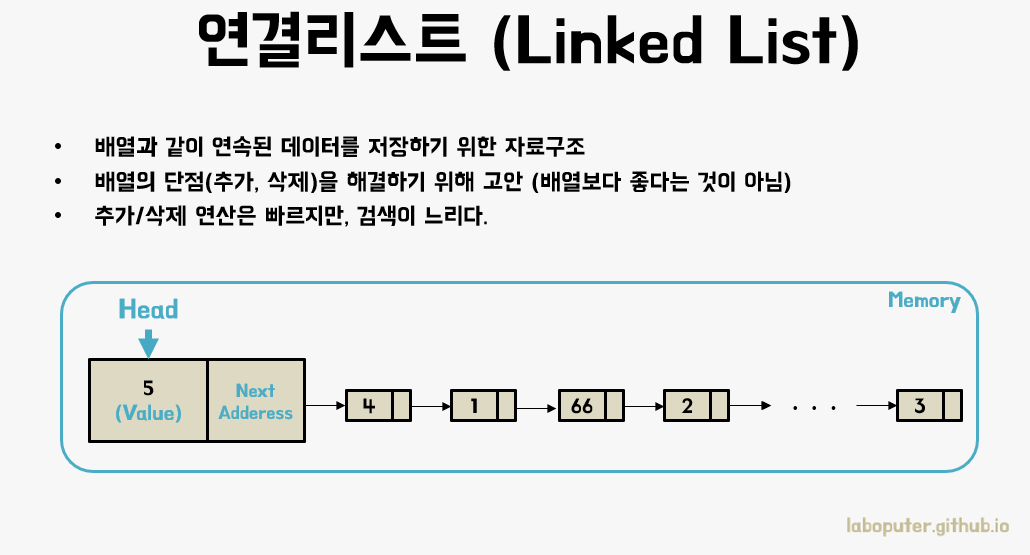 연결리스트 (Linked List)
• 배열과 같이 연속된 데이터를 저장하기 위한 자료구조
• 배열의 단점(추가, 삭제)을 해결하기 위해 고안 (배열보다 좋다는 것이 아님)
• 추가/삭제 연산은 빠르지만, 검색이 느리다.
Memory
Head
5
(Value)
Next
Adderess
4 1 66 2 . . . 3
laboputer.github.io